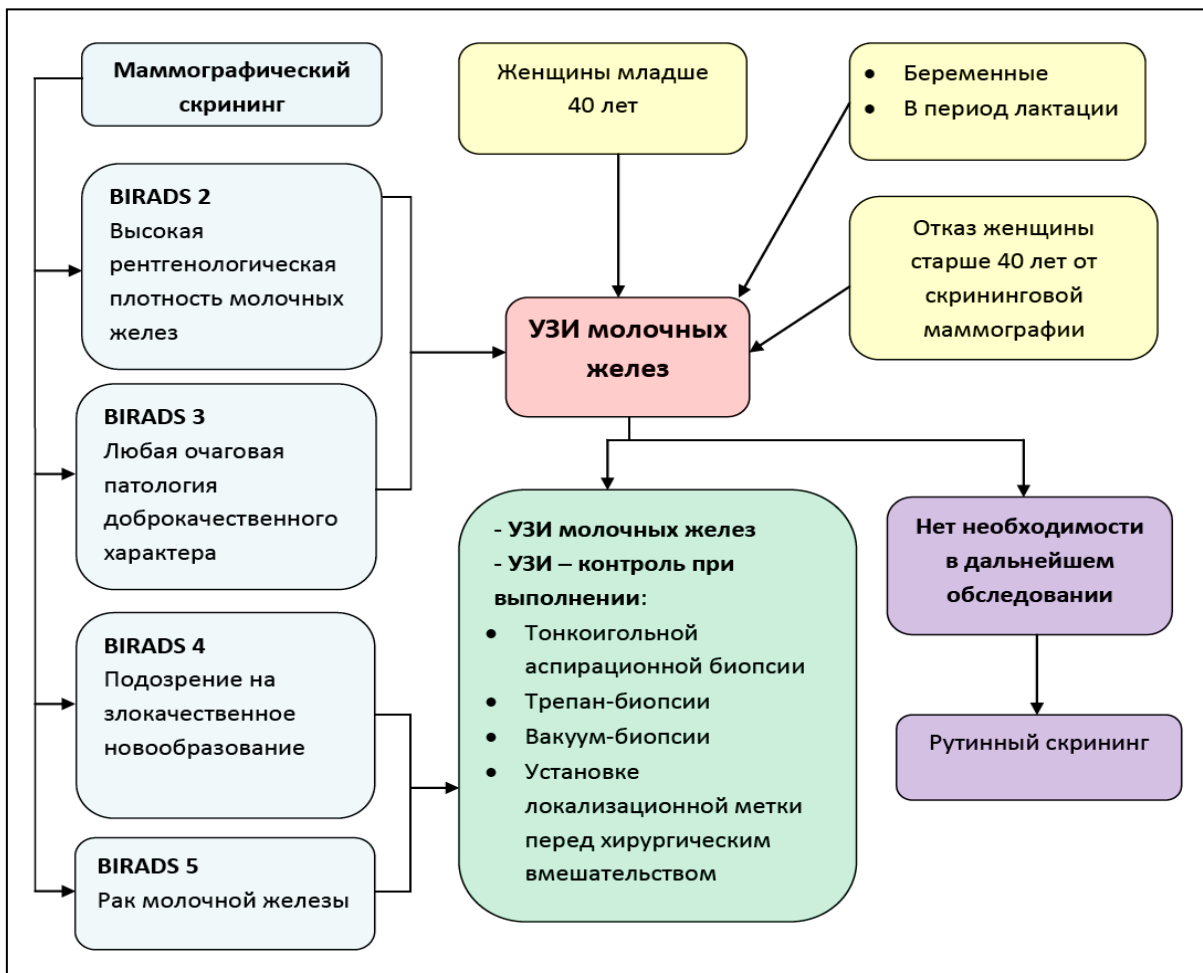 Маммографический
скрининг
Женщины младше
40 лет
● Беременные
● В период лактации
BIRADS 2
Высокая
рентгенологическая
плотность молочных
желез
Отказ женщины
старше 40 лет от
скрининговой
маммографии
УЗИ молочных
желез
BIRADS 3
Любая очаговая
патология
доброкачественного
характера
- УЗИ молочных желез
- УЗИ – контроль при
выполнении:
● Тонкоигольной
аспирационной биопсии
● Трепан-биопсии
● Вакуум-биопсии
● Установке
локализационной метки
перед хирургическим
вмешательством
Нет необходимости
в дальнейшем
обследовании
BIRADS 4
Подозрение на
злокачественное
новообразование
Рутинный скрининг
BIRADS 5
Рак молочной железы